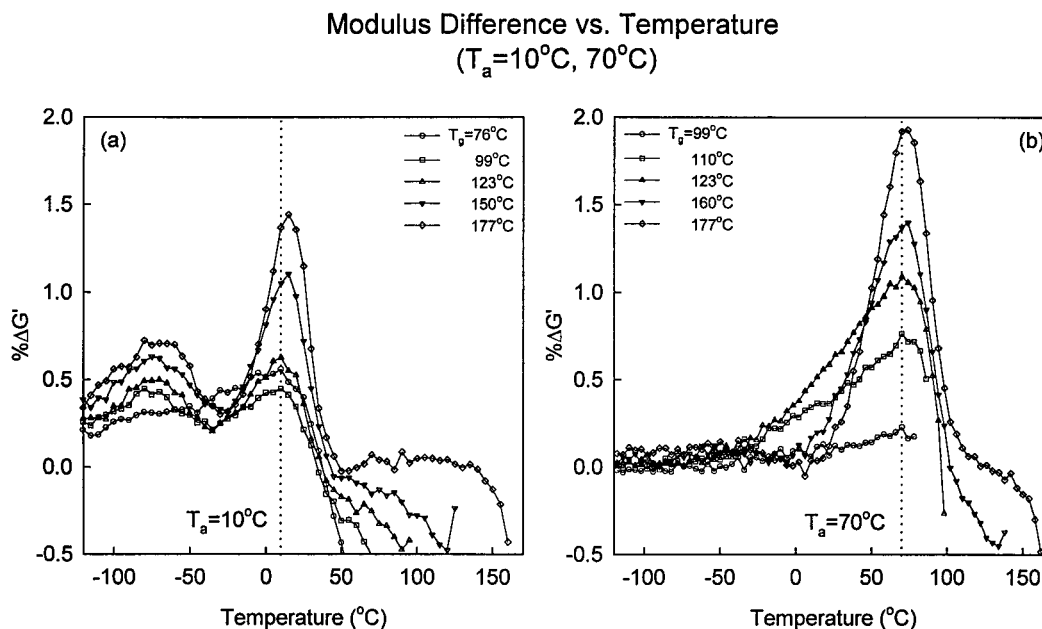 Modulus Difference vs. Temperature
(Tₐ=10°C, 70°C)
(a)
T_g=76°C
99°C
123°C
150°C
177°C
2.0
1.5
1.0
0.5
0.0
-0.5
%ΔG'
Tₐ=10°C
-100 -50 0 50 100 150
Temperature (°C)
(b)
T_g=99°C
110°C
123°C
160°C
177°C
2.0
1.5
1.0
0.5
0.0
-0.5
%ΔG'
Tₐ=70°C
-100 -50 0 50 100 150
Temperature (°C)